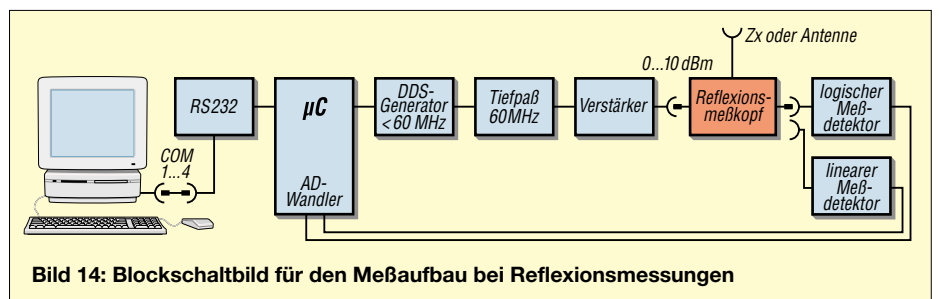 Zx oder Antenne
0...10 dBm
RS232
µC
DDS-
Generator
<60 MHz
Tiefpaß
60MHz
Verstärker
Reflexions-
meßkopf
logischer
Meß-
detektor
COM
1...4
AD-
Wandler
linearer
Meß-
detektor
Bild 14: Blockschaltbild für den Meßaufbau bei Reflexionsmessungen